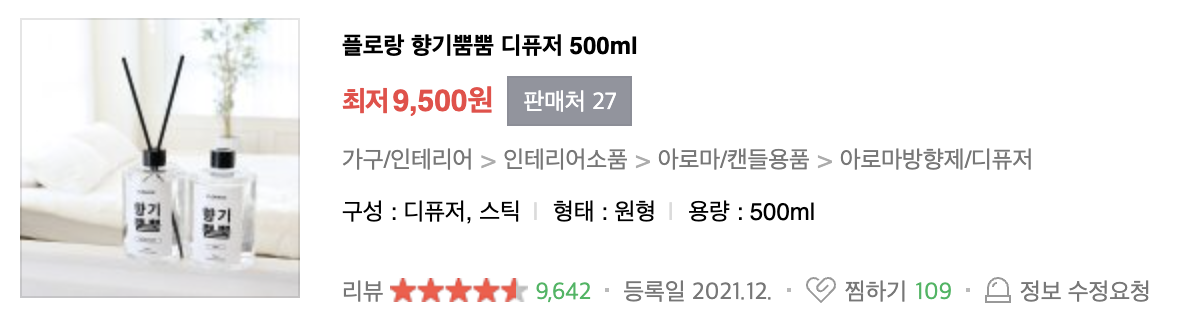 플로랑 향기뿜뿜 디퓨저 500ml
최저 9,500원 판매처 27
가구/인테리어 > 인테리어소품 > 아로마/캔들용품 > 아로마방향제/디퓨저
구성 : 디퓨저, 스틱 | 형태 : 원형 | 용량 : 500ml
리뷰 9,642 · 등록일 2021.12. · 찜하기 109 · 정보 수정요청
향기
뿜뿜
향기
뿜뿜